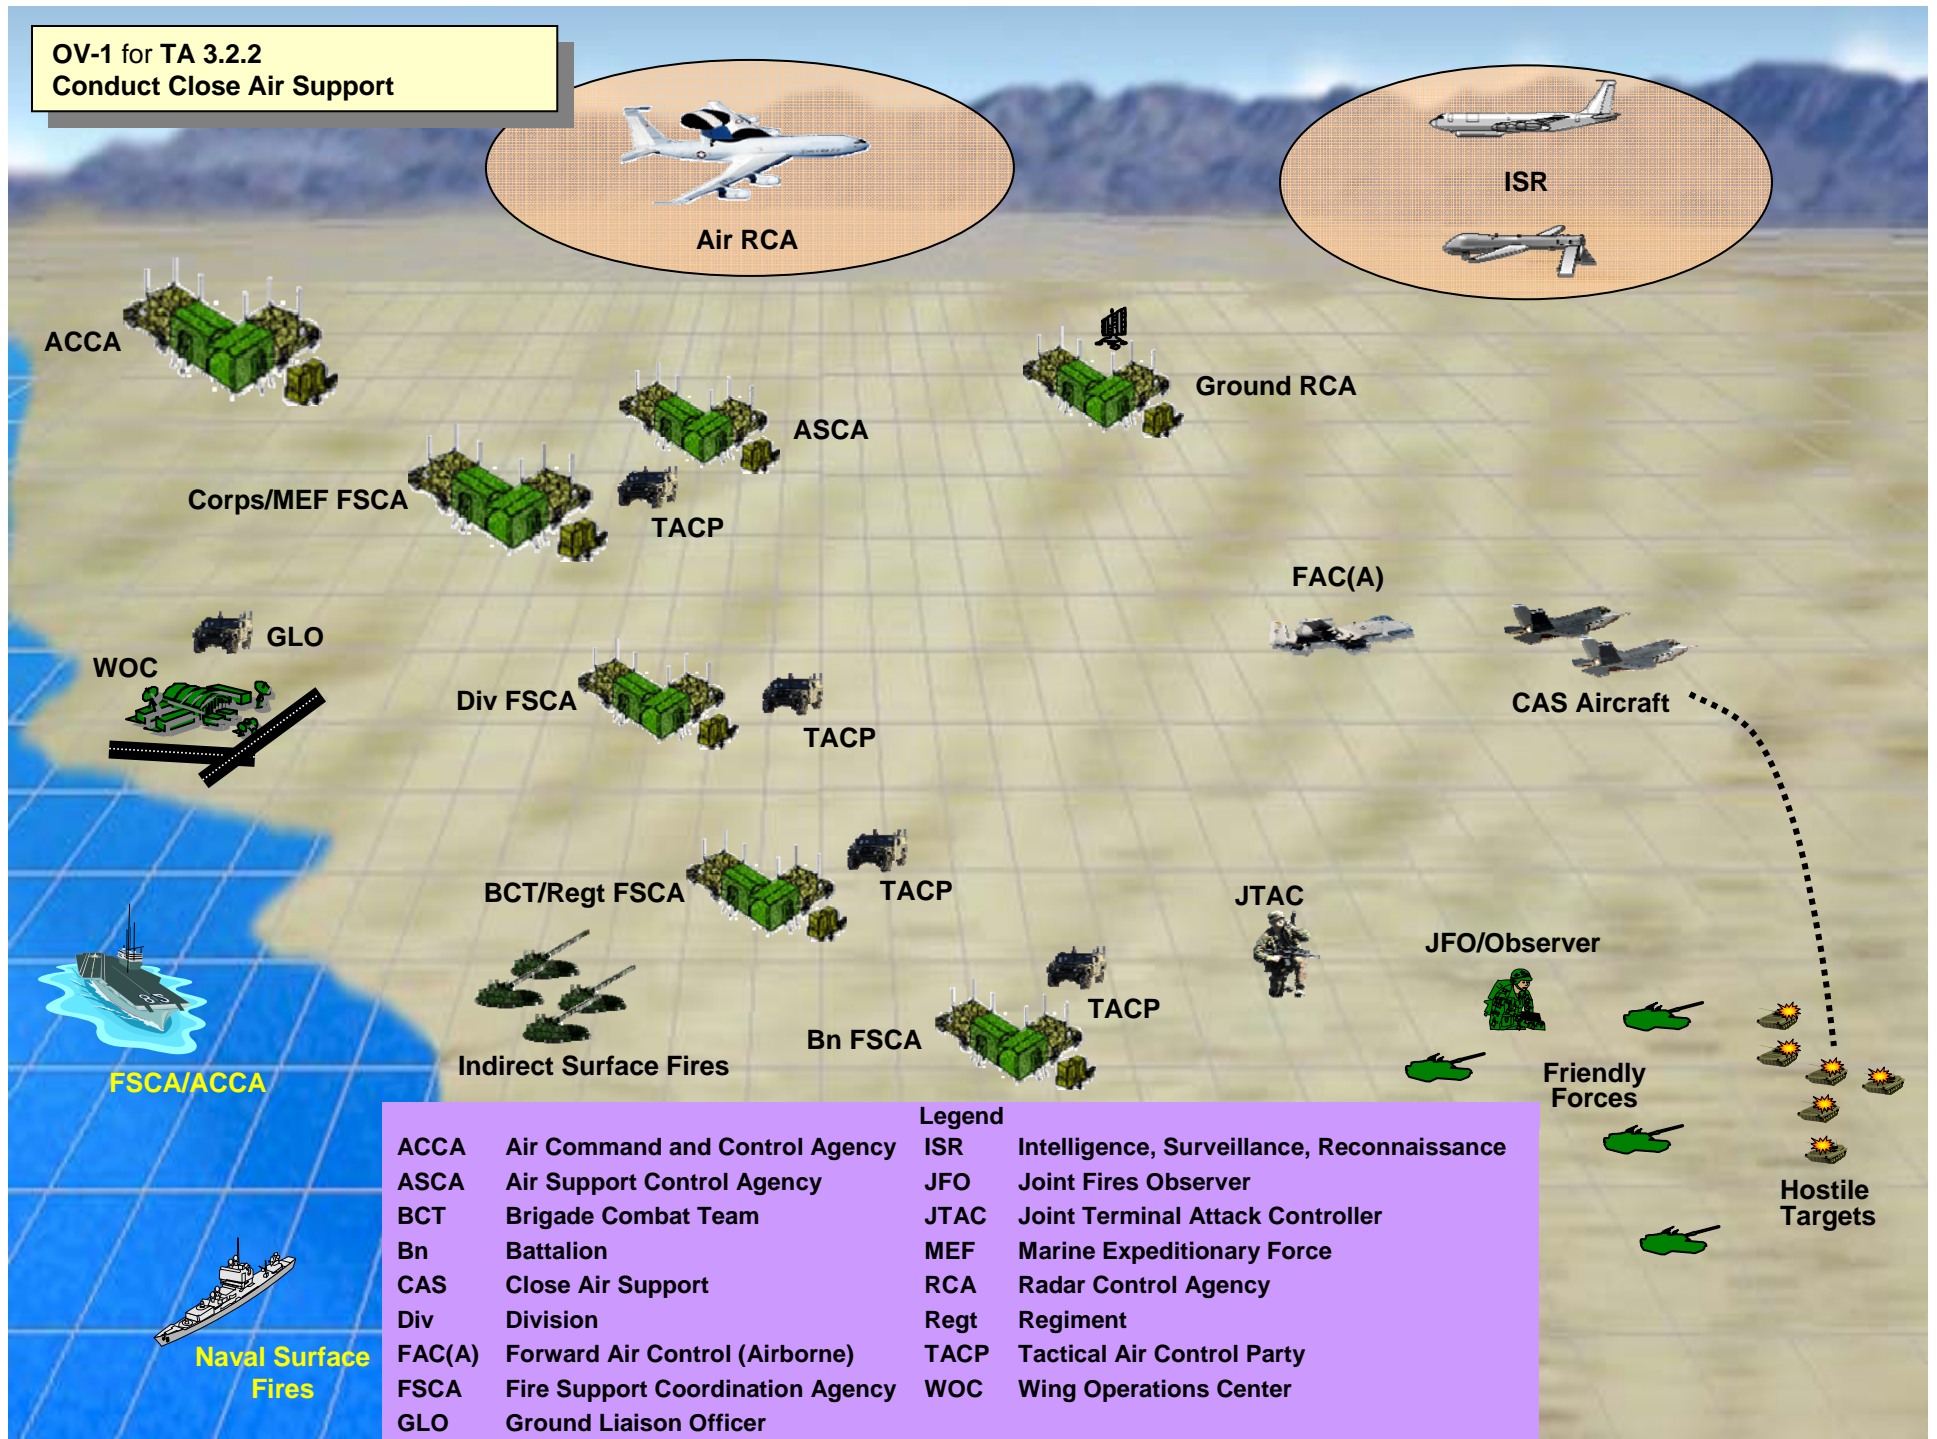 OV-1 for TA 3.2.2
Conduct Close Air Support
Air RCA
ISR
ACCA
Ground RCA
ASCA
Corps/MEF FSCA
TACP
FAC(A)
GLO
WOC
Div FSCA
TACP
CAS Aircraft
BCT/Regt FSCA
TACP
JTAC
JFO/Observer
TACP
Bn FSCA
Indirect Surface Fires
FSCA/ACCA
Friendly
Forces
Hostile
Targets
Naval Surface
Fires
Legend
ACCA Air Command and Control Agency ISR Intelligence, Surveillance, Reconnaissance
ASCA Air Support Control Agency JFO Joint Fires Observer
BCT Brigade Combat Team JTAC Joint Terminal Attack Controller
Bn Battalion MEF Marine Expeditionary Force
CAS Close Air Support RCA Radar Control Agency
Div Division Regt Regiment
FAC(A) Forward Air Control (Airborne) TACP Tactical Air Control Party
FSCA Fire Support Coordination Agency WOC Wing Operations Center
GLO Ground Liaison Officer